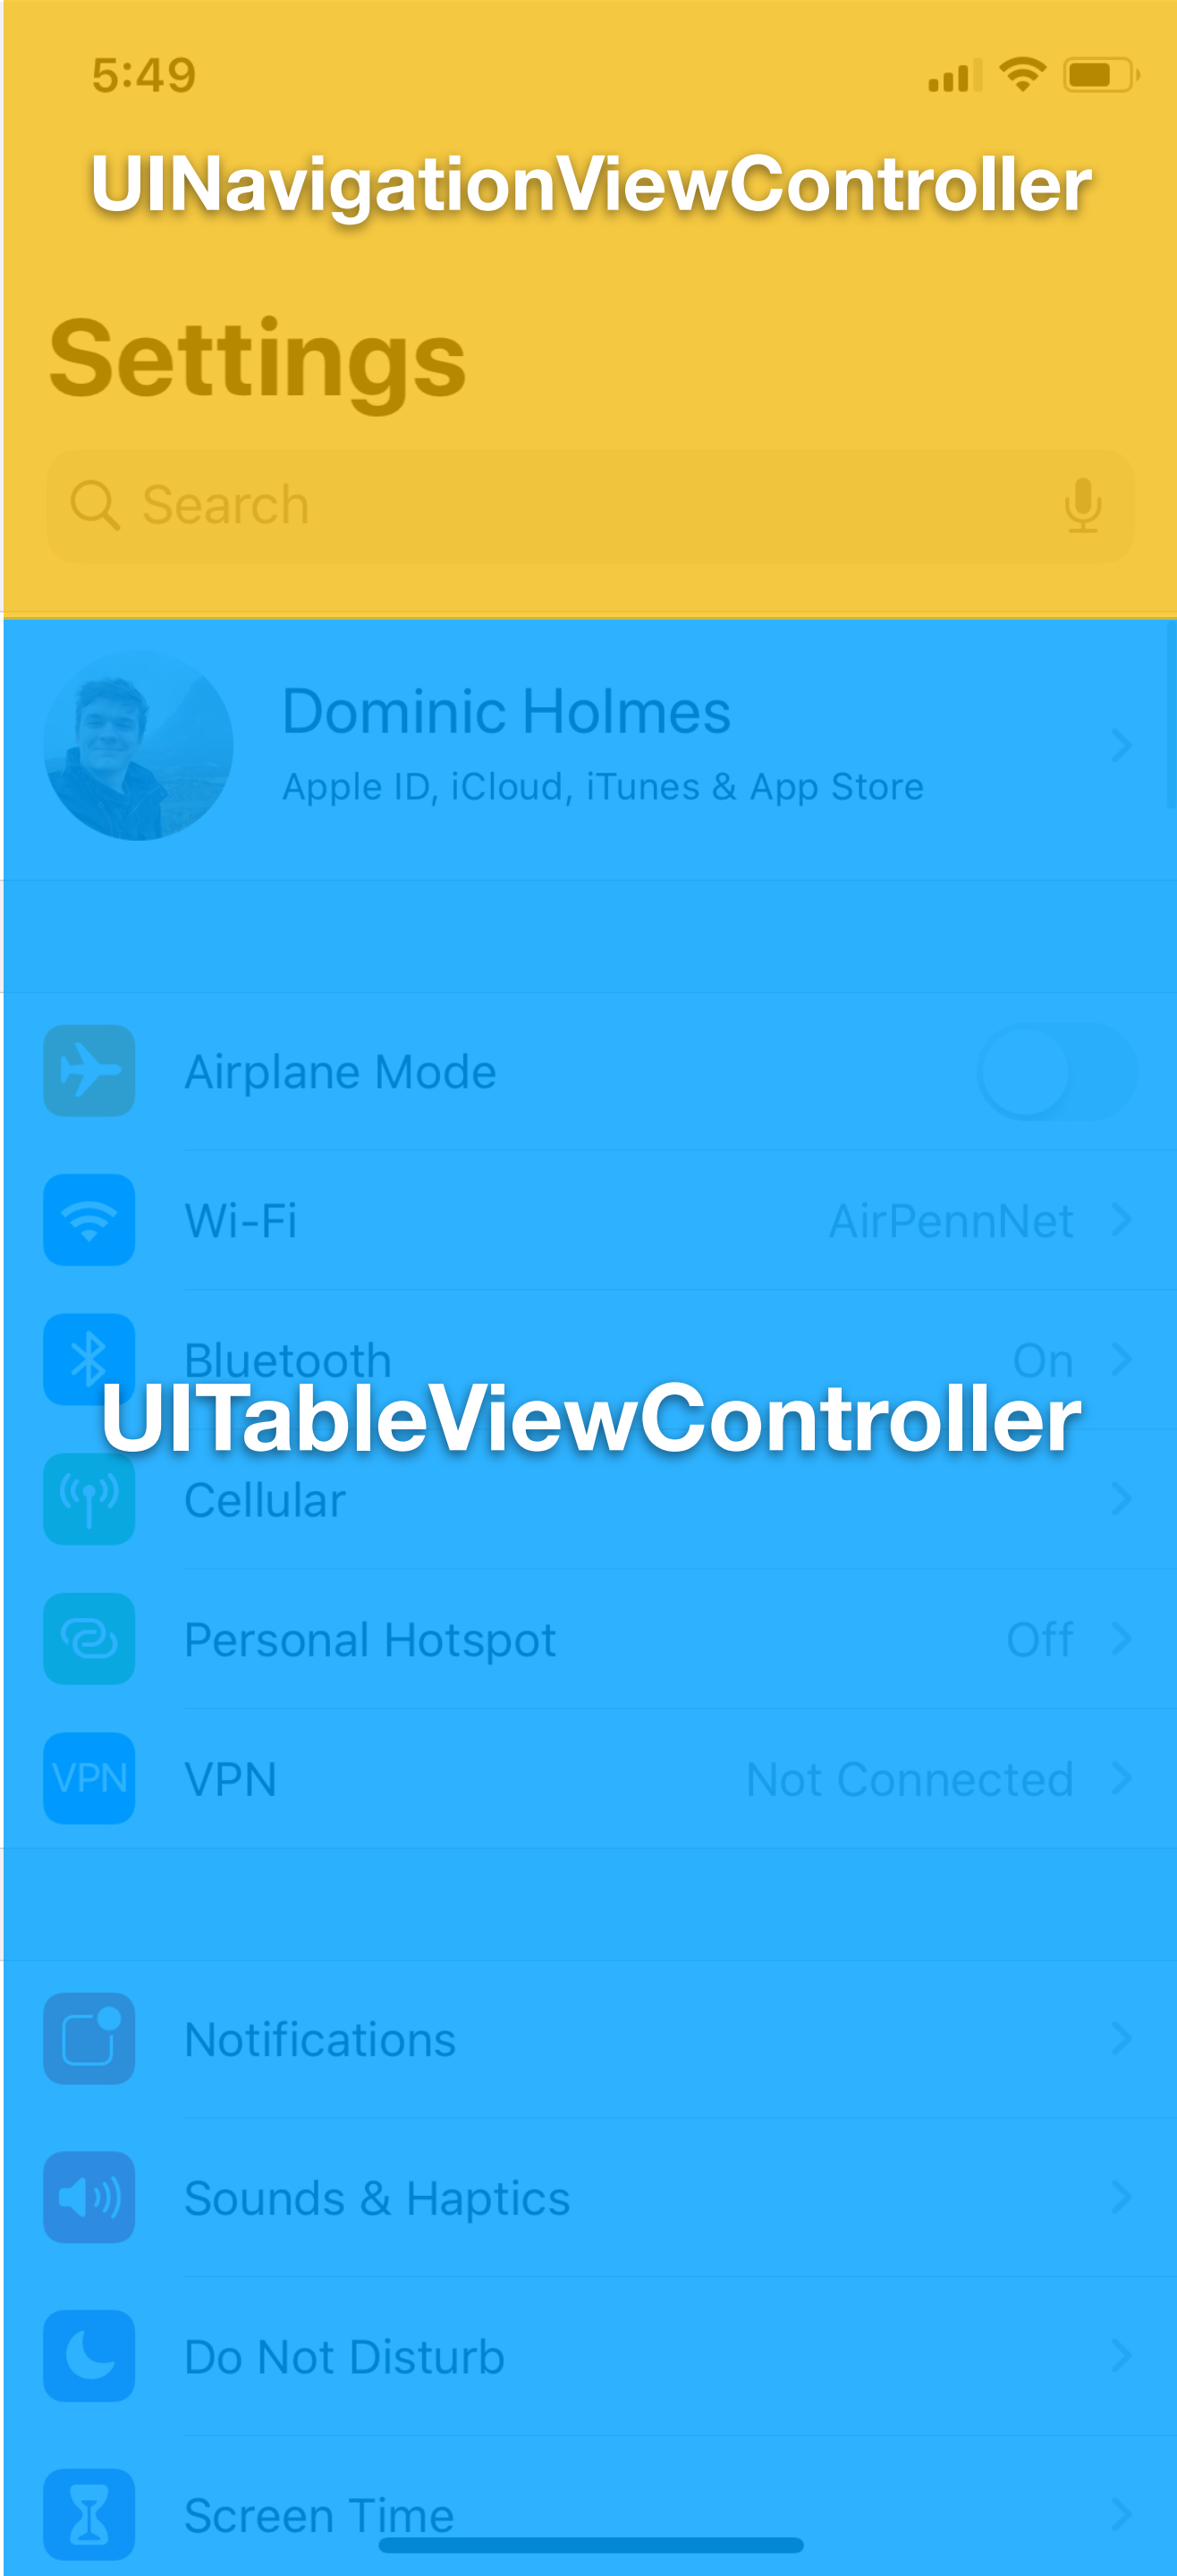 5:49
UINavigationViewController
Settings
Search
Dominic Holmes
Apple ID, iCloud, iTunes & App Store
Airplane Mode
Wi-Fi AirPennNet
Bluetooth On
UITableViewController
Cellular
Personal Hotspot Off
VPN VPN Not Connected
Notifications
Sounds & Haptics
Do Not Disturb
Screen Time